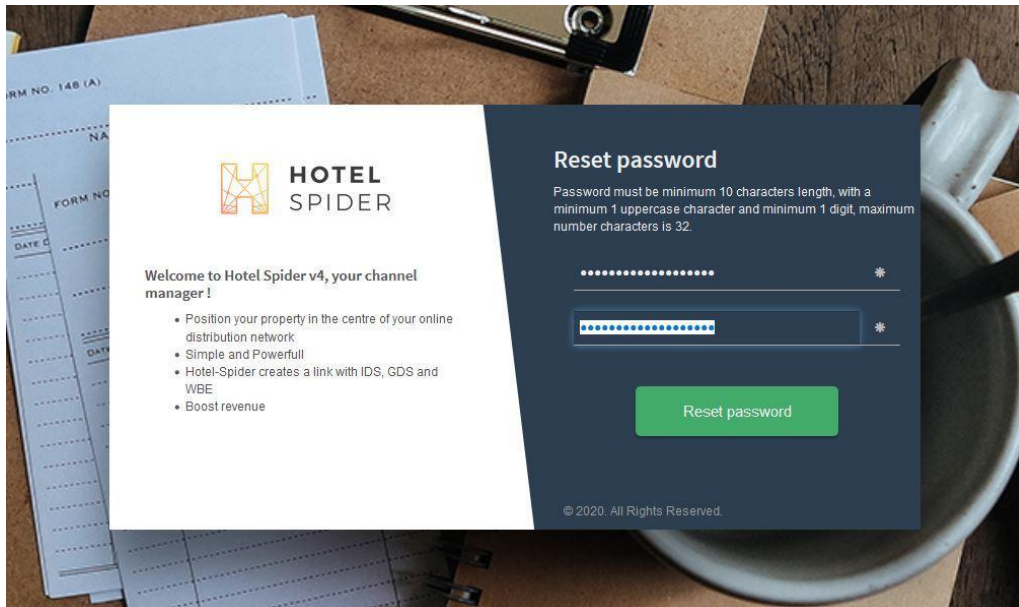 FORM NO. 148 (A)
NA
FORM NO
DATE
HOTEL
SPIDER
Welcome to Hotel Spider v4, your channel
manager !
Position your property in the centre of your online
distribution network
Simple and Powerfull
Hotel-Spider creates a link with IDS, GDS and
WBE
Boost revenue
Reset password
Password must be minimum 10 characters length, with a
minimum 1 uppercase character and minimum 1 digit, maximum
number characters is 32.
Reset password
© 2020. All Rights Reserved.